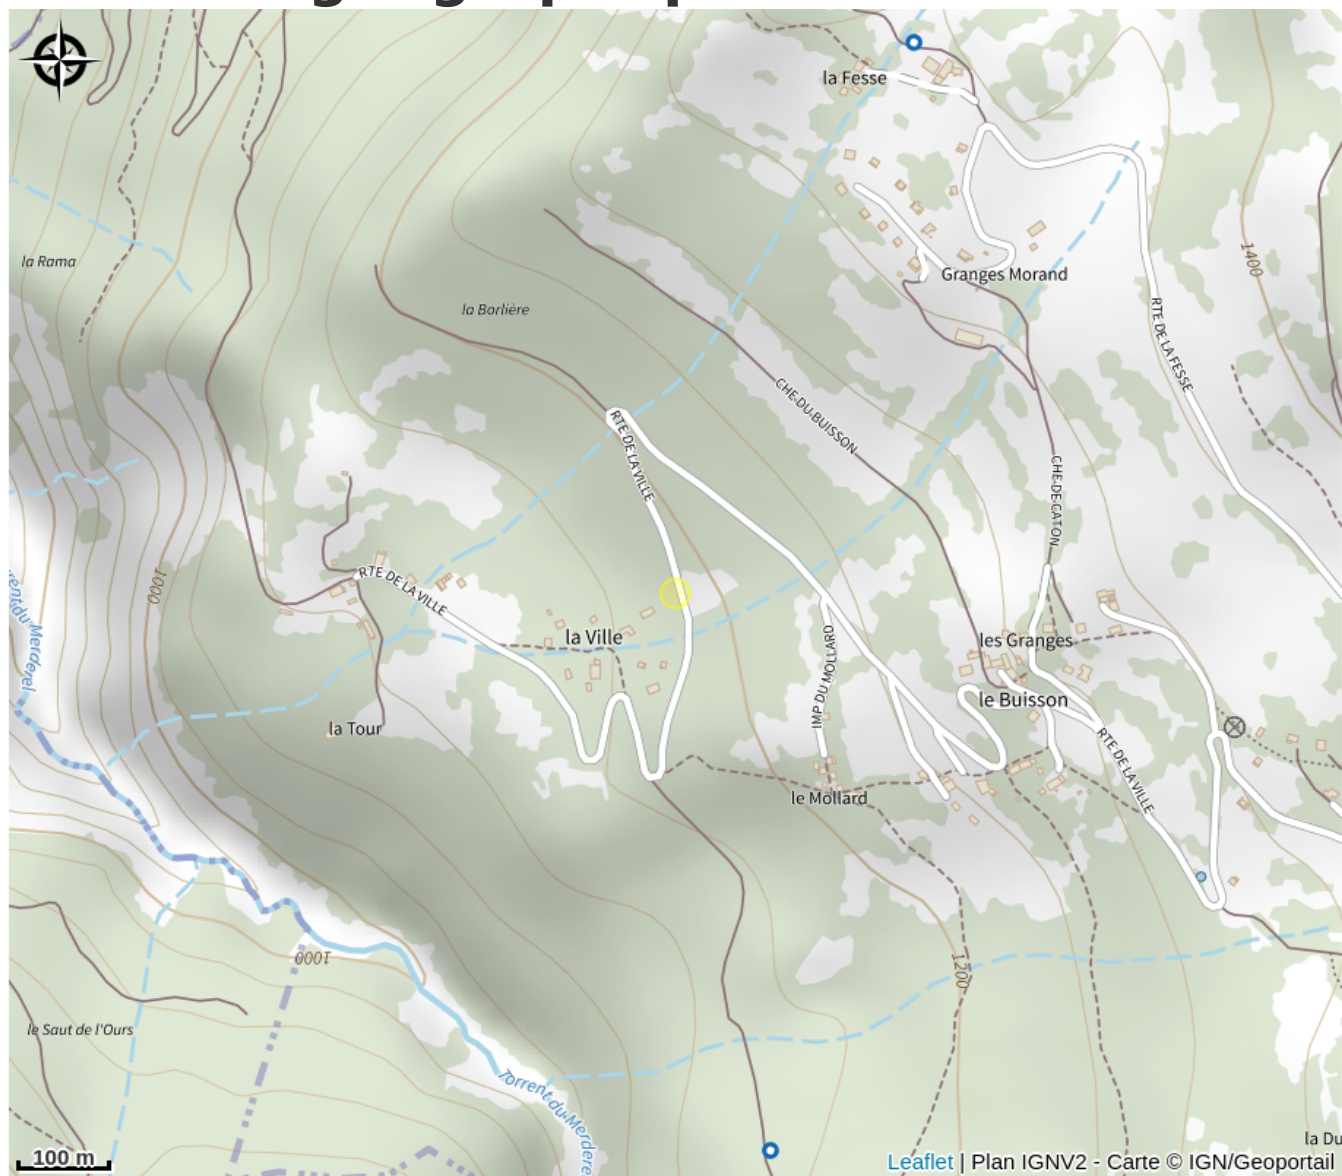 la Fesse
la Rama
Granges Morand
1400
la Borlière
RTE DE LA FESSE
CHE DU BUISSON
RTE DE LA VILLE
CHE DE CATON
1000
RTE DE LA VILLE
rent du Merderel
la Ville
les Granges
IMP DU MOLLARD
le Buisson
la Tour
RTE DE LA VILLE
le Mollard
1000
1200
le Saut de l'Ours
Torrent du Merderel
la Du
100 m
Leaflet | Plan IGNV2 - Carte © IGN/Geoportail